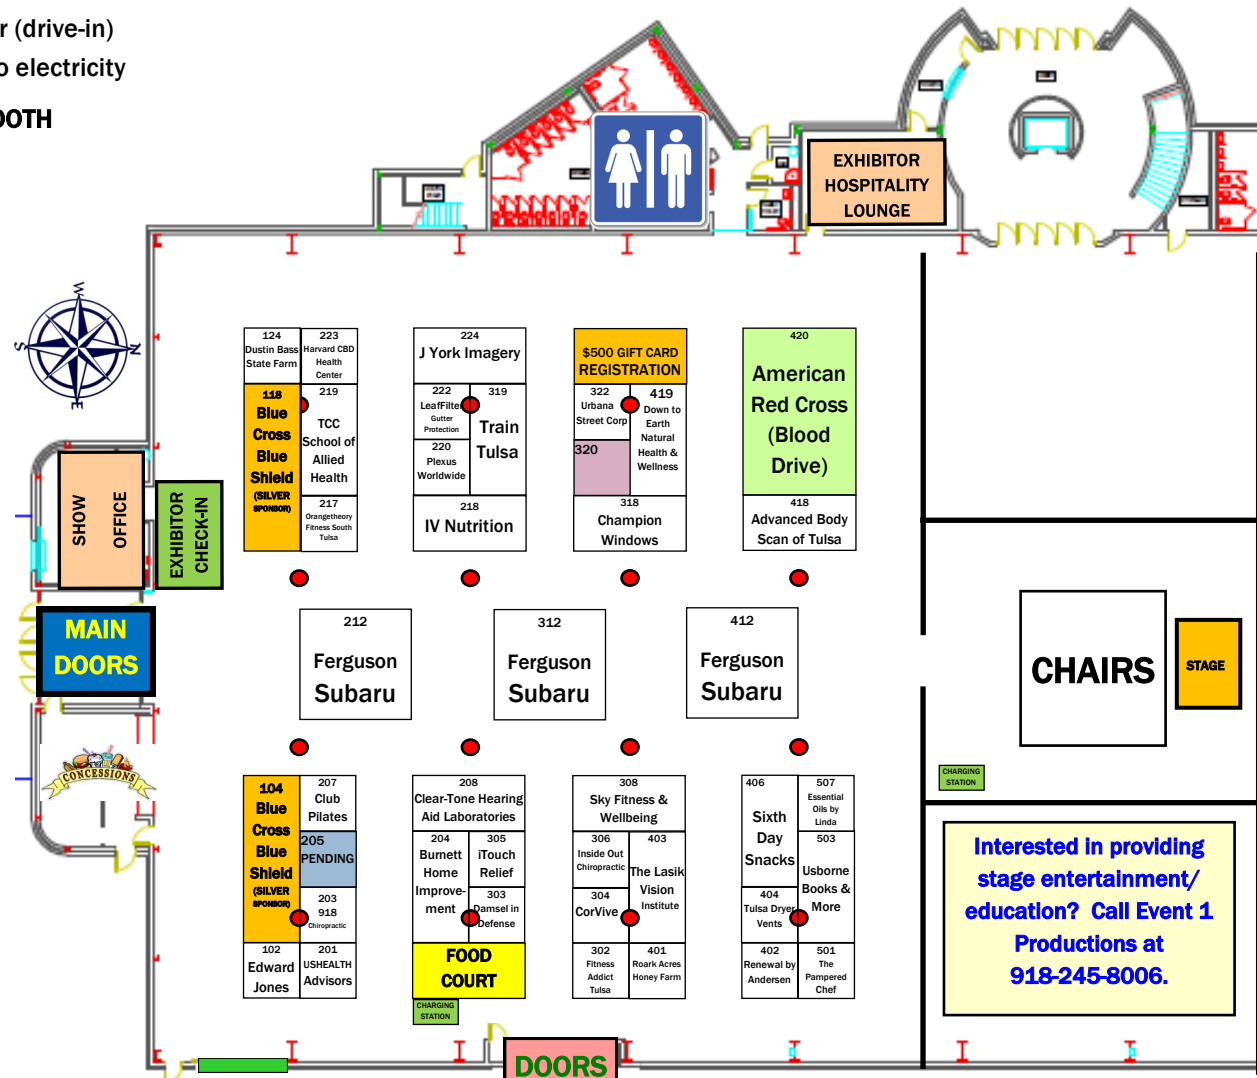 r (drive-in)
o electricity
OOTH
EXHIBITOR
HOSPITALITY
LOUNGE
W
S
N
E
124
Dustin Bass
State Farm
223
Harvard CBD
Health
Center
118
Blue
Cross
Blue
Shield
(SILVER
SPONSOR)
219
TCC
School of
Allied
Health
217
Orangetheory
Fitness South
Tulsa
224
J York Imagery
222
LeafFilter
Gutter
Protection
319
Train
Tulsa
220
Plexus
Worldwide
218
IV Nutrition
$500 GIFT CARD
REGISTRATION
322
Urbana
Street Corp
419
Down to
Earth
Natural
Health &
Wellness
320
318
Champion
Windows
420
American
Red Cross
(Blood
Drive)
418
Advanced Body
Scan of Tulsa
SHOW
OFFICE
EXHIBITOR
CHECK-IN
MAIN
DOORS
212
Ferguson
Subaru
312
Ferguson
Subaru
412
Ferguson
Subaru
CHAIRS
STAGE
CONCESSIONS
CHARGING
STATION
104
Blue
Cross
Blue
Shield
(SILVER
SPONSOR)
207
Club
Pilates
205
PENDING
203
918
Chiropractic
102
Edward
Jones
201
USHEALTH
Advisors
208
Clear-Tone Hearing
Aid Laboratories
204
Burnett
Home
Improve-
ment
305
iTouch
Relief
303
Damsel in
Defense
FOOD
COURT
CHARGING
STATION
308
Sky Fitness &
Wellbeing
306
Inside Out
Chiropractic
403
The Lasik
Vision
Institute
304
CorVive
302
Fitness
Addict
Tulsa
401
Roark Acres
Honey Farm
406
Sixth
Day
Snacks
507
Essential
Oils by
Linda
503
Usborne
Books &
More
404
Tulsa Dryer
Vents
402
Renewal by
Andersen
501
The
Pampered
Chef
Interested in providing
stage entertainment/
education? Call Event 1
Productions at
918-245-8006.
DOORS